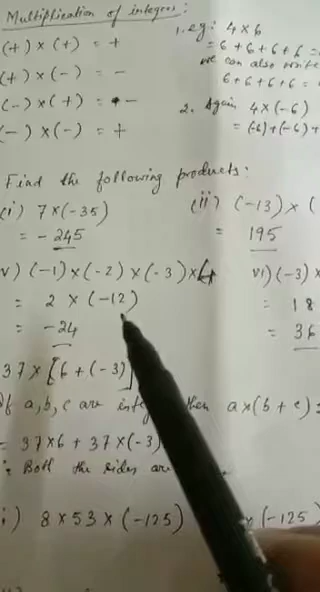 Multiplication of integers:
(+) × (+) = +
(+) × (-) = -
(-) × (+) = -
(-) × (-) = +
1. eg: 4 × 6
= 6 + 6 + 6 + 6 =
we can also write
6 + 6 + 6 + 6 =
2. Again 4 × (-6)
= (-6) + (-6) +
Find the following products:
(i) 7 × (-35)
= - 245
(ii) (-13) × (
= 195
v) (-1) × (-2) × (-3) × 4
= 2 × (-12)
= -24
vi) (-3) ×
= 18
= 36
37 × [6 + (-3)]
If a, b, c are then a × (b + c) =
= 37×6 + 37 × (-3)
Both the sides are
i) 8 × 53 × (-125)
× (-125)